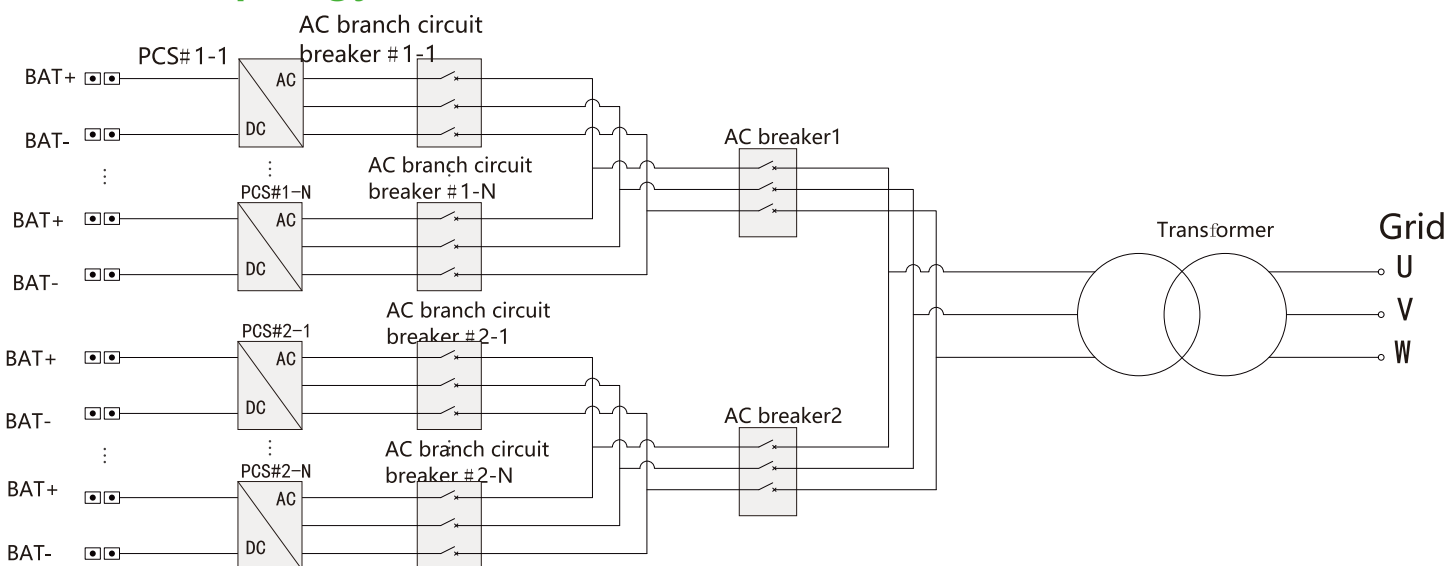 AC branch circuit
breaker #1-1
PCS#1-1
BAT+
AC
DC
BAT-
AC breaker1
AC branch circuit
breaker #1-N
PCS#1-N
BAT+
AC
DC
BAT-
Transformer
Grid
U
V
W
AC branch circuit
breaker #2-1
PCS#2-1
BAT+
AC
DC
BAT-
AC breaker2
AC branch circuit
breaker #2-N
PCS#2-N
BAT+
AC
DC
BAT-